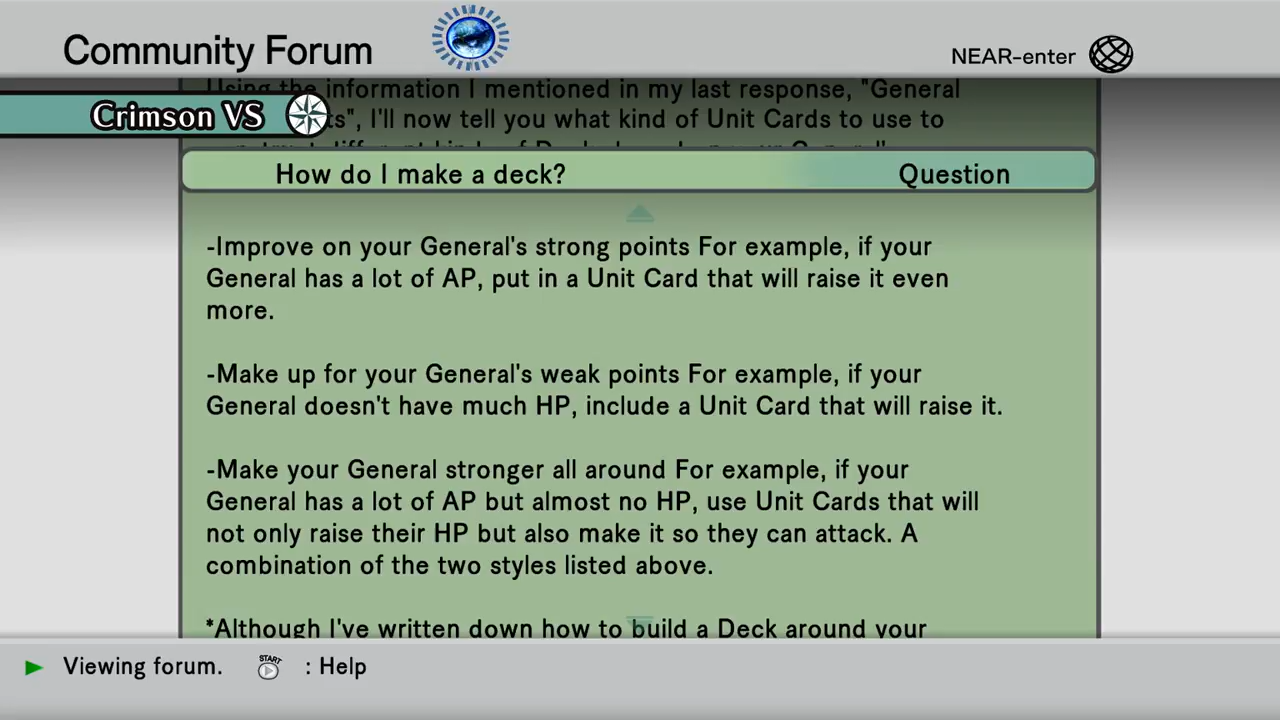 Community Forum
NEAR-enter
Using the information I mentioned in my last response, "General
Crimson VS
ts", I'll now tell you what kind of Unit Cards to use to
How do I make a deck?
Question
-Improve on your General's strong points For example, if your
General has a lot of AP, put in a Unit Card that will raise it even
more.
-Make up for your General's weak points For example, if your
General doesn't have much HP, include a Unit Card that will raise it.
-Make your General stronger all around For example, if your
General has a lot of AP but almost no HP, use Unit Cards that will
not only raise their HP but also make it so they can attack. A
combination of the two styles listed above.
*Although I've written down how to build a Deck around your
Viewing forum.
START
: Help